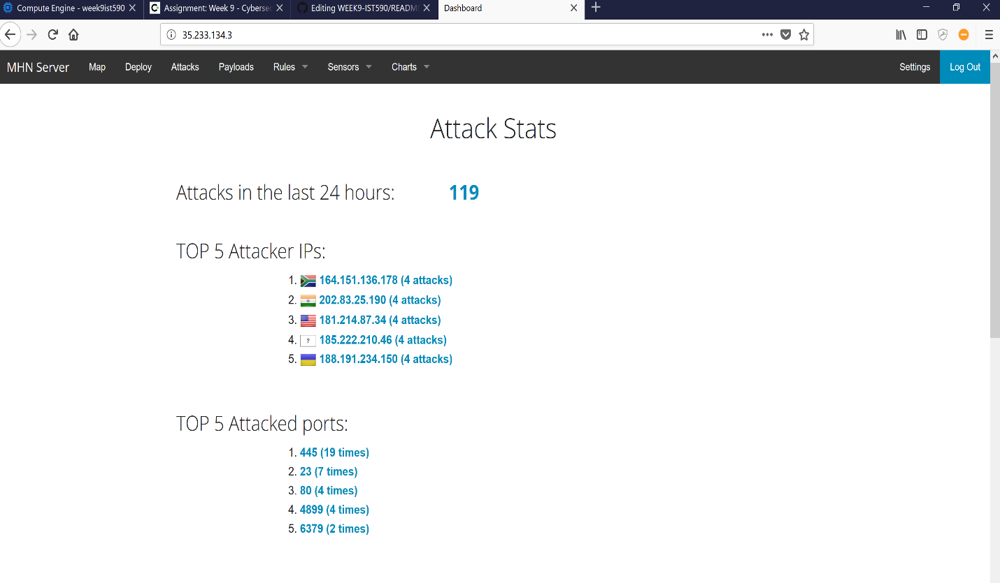 Compute Engine - week9ist590
Assignment: Week 9 - Cybersec
Editing WEEK9-IST590/READM
Dashboard
35.233.134.3
MHN Server Map Deploy Attacks Payloads Rules Sensors Charts Settings Log Out
Attack Stats
Attacks in the last 24 hours: 119
TOP 5 Attacker IPs:
1. 164.151.136.178 (4 attacks)
2. 202.83.25.190 (4 attacks)
3. 181.214.87.34 (4 attacks)
4. ? 185.222.210.46 (4 attacks)
5. 188.191.234.150 (4 attacks)
TOP 5 Attacked ports:
1. 445 (19 times)
2. 23 (7 times)
3. 80 (4 times)
4. 4899 (4 times)
5. 6379 (2 times)